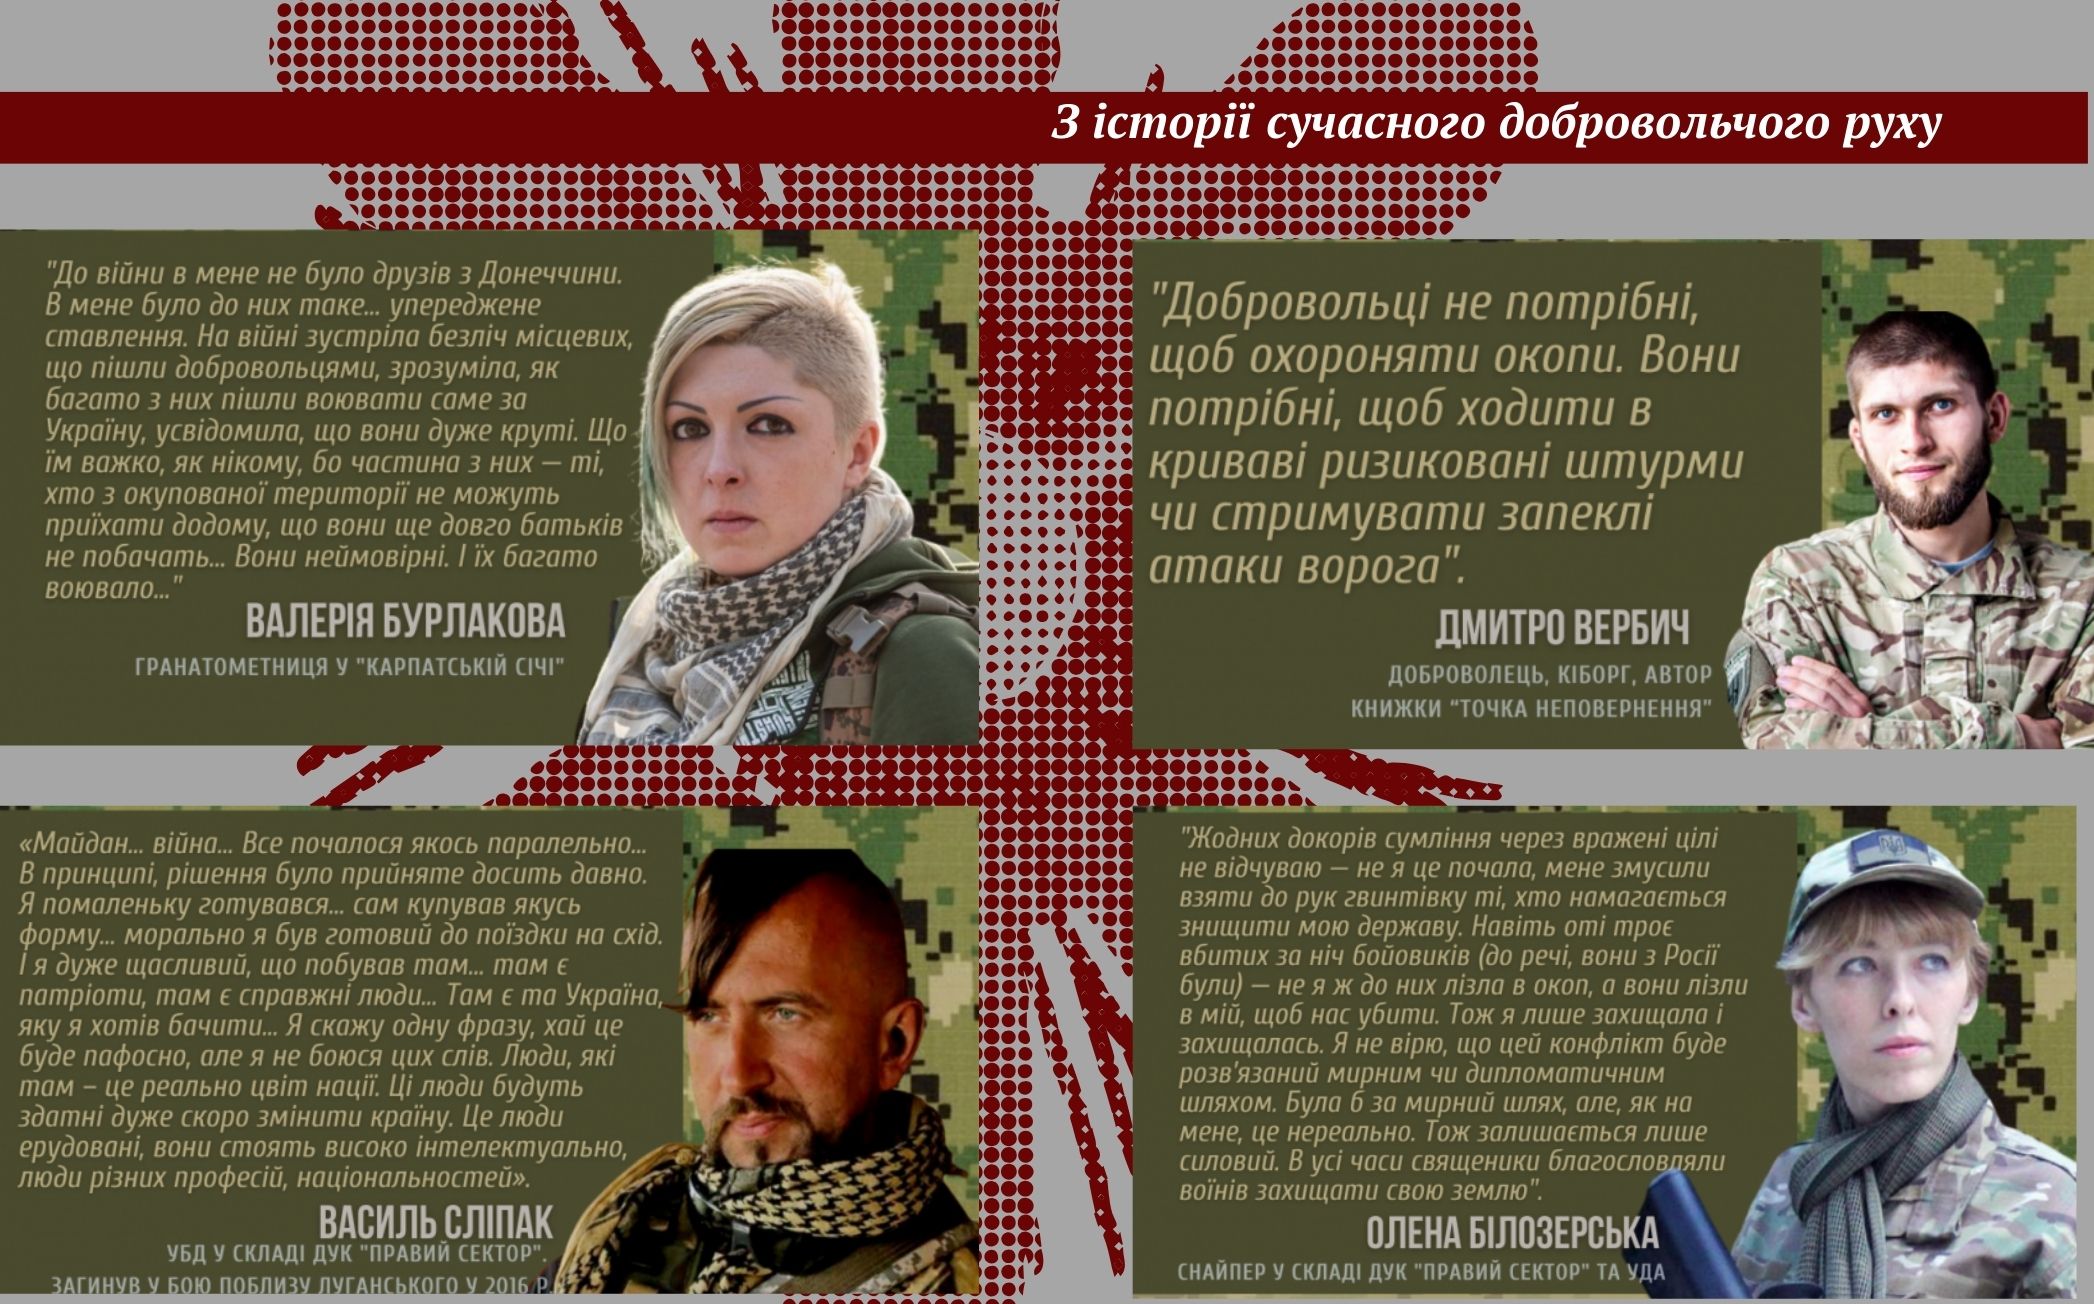 З історії сучасного добровольчого руху
"До війни в мене не було друзів з Донеччини.
В мене було до них таке... упереджене
ставлення. На війні зустріла безліч місцевих,
що пішли добровольцями, зрозуміла, як
багато з них пішли воювати саме за
Україну, усвідомила, що вони дуже круті. Що
їм важко, як нікому, бо частина з них – ті,
хто з окупованої території не можуть
приїхати додому, що вони ще довго батьків
не побачать... Вони неймовірні. І їх багато
воювало..."
ВАЛЕРІЯ БУРЛАКОВА
ГРАНАТОМЕТНИЦЯ У "КАРПАТСЬКІЙ СІЧІ"
"Добровольці не потрібні,
щоб охороняти окопи. Вони
потрібні, щоб ходити в
криваві ризиковані штурми
чи стримувати запеклі
атаки ворога".
ДМИТРО ВЕРБИЧ
ДОБРОВОЛЕЦЬ, КІБОРГ, АВТОР
КНИЖКИ “ТОЧКА НЕПОВЕРНЕННЯ”
«Майдан... війна... Все почалося якось паралельно...
В принципі, рішення було прийняте досить давно.
Я помаленьку готувався... сам купував якусь
форму... морально я був готовий до поїздки на схід.
І я дуже щасливий, що побував там... там є
патріоти, там є справжні люди... Там є та Україна,
яку я хотів бачити... Я скажу одну фразу, хай це
буде пафосно, але я не боюся цих слів. Люди, які
там – це реально цвіт нації. Ці люди будуть
здатні дуже скоро змінити країну. Це люди
ерудовані, вони стоять високо інтелектуально,
люди різних професій, національностей».
ВАСИЛЬ СЛІПАК
УБД У СКЛАДІ ДУК "ПРАВИЙ СЕКТОР".
ЗАГИНУВ У БОЮ ПОБЛИЗУ ЛУГАНСЬКОГО У 2016 Р.
"Жодних докорів сумління через вражені цілі
не відчуваю – не я це почала, мене змусили
взяти до рук гвинтівку ті, хто намагається
знищити мою державу. Навіть оті троє
вбитих за ніч бойовиків (до речі, вони з Росії
були) – не я ж до них лізла в окоп, а вони лізли
в мій, щоб нас убити. Тож я лише захищала і
захищалась. Я не вірю, що цей конфлікт буде
розв'язаний мирним чи дипломатичним
шляхом. Була б за мирний шлях, але, як на
мене, це нереально. Тож залишається лише
силовий. В усі часи священики благословляли
воїнів захищати свою землю".
ОЛЕНА БІЛОЗЕРСЬКА
СНАЙПЕР У СКЛАДІ ДУК "ПРАВИЙ СЕКТОР" ТА УДА